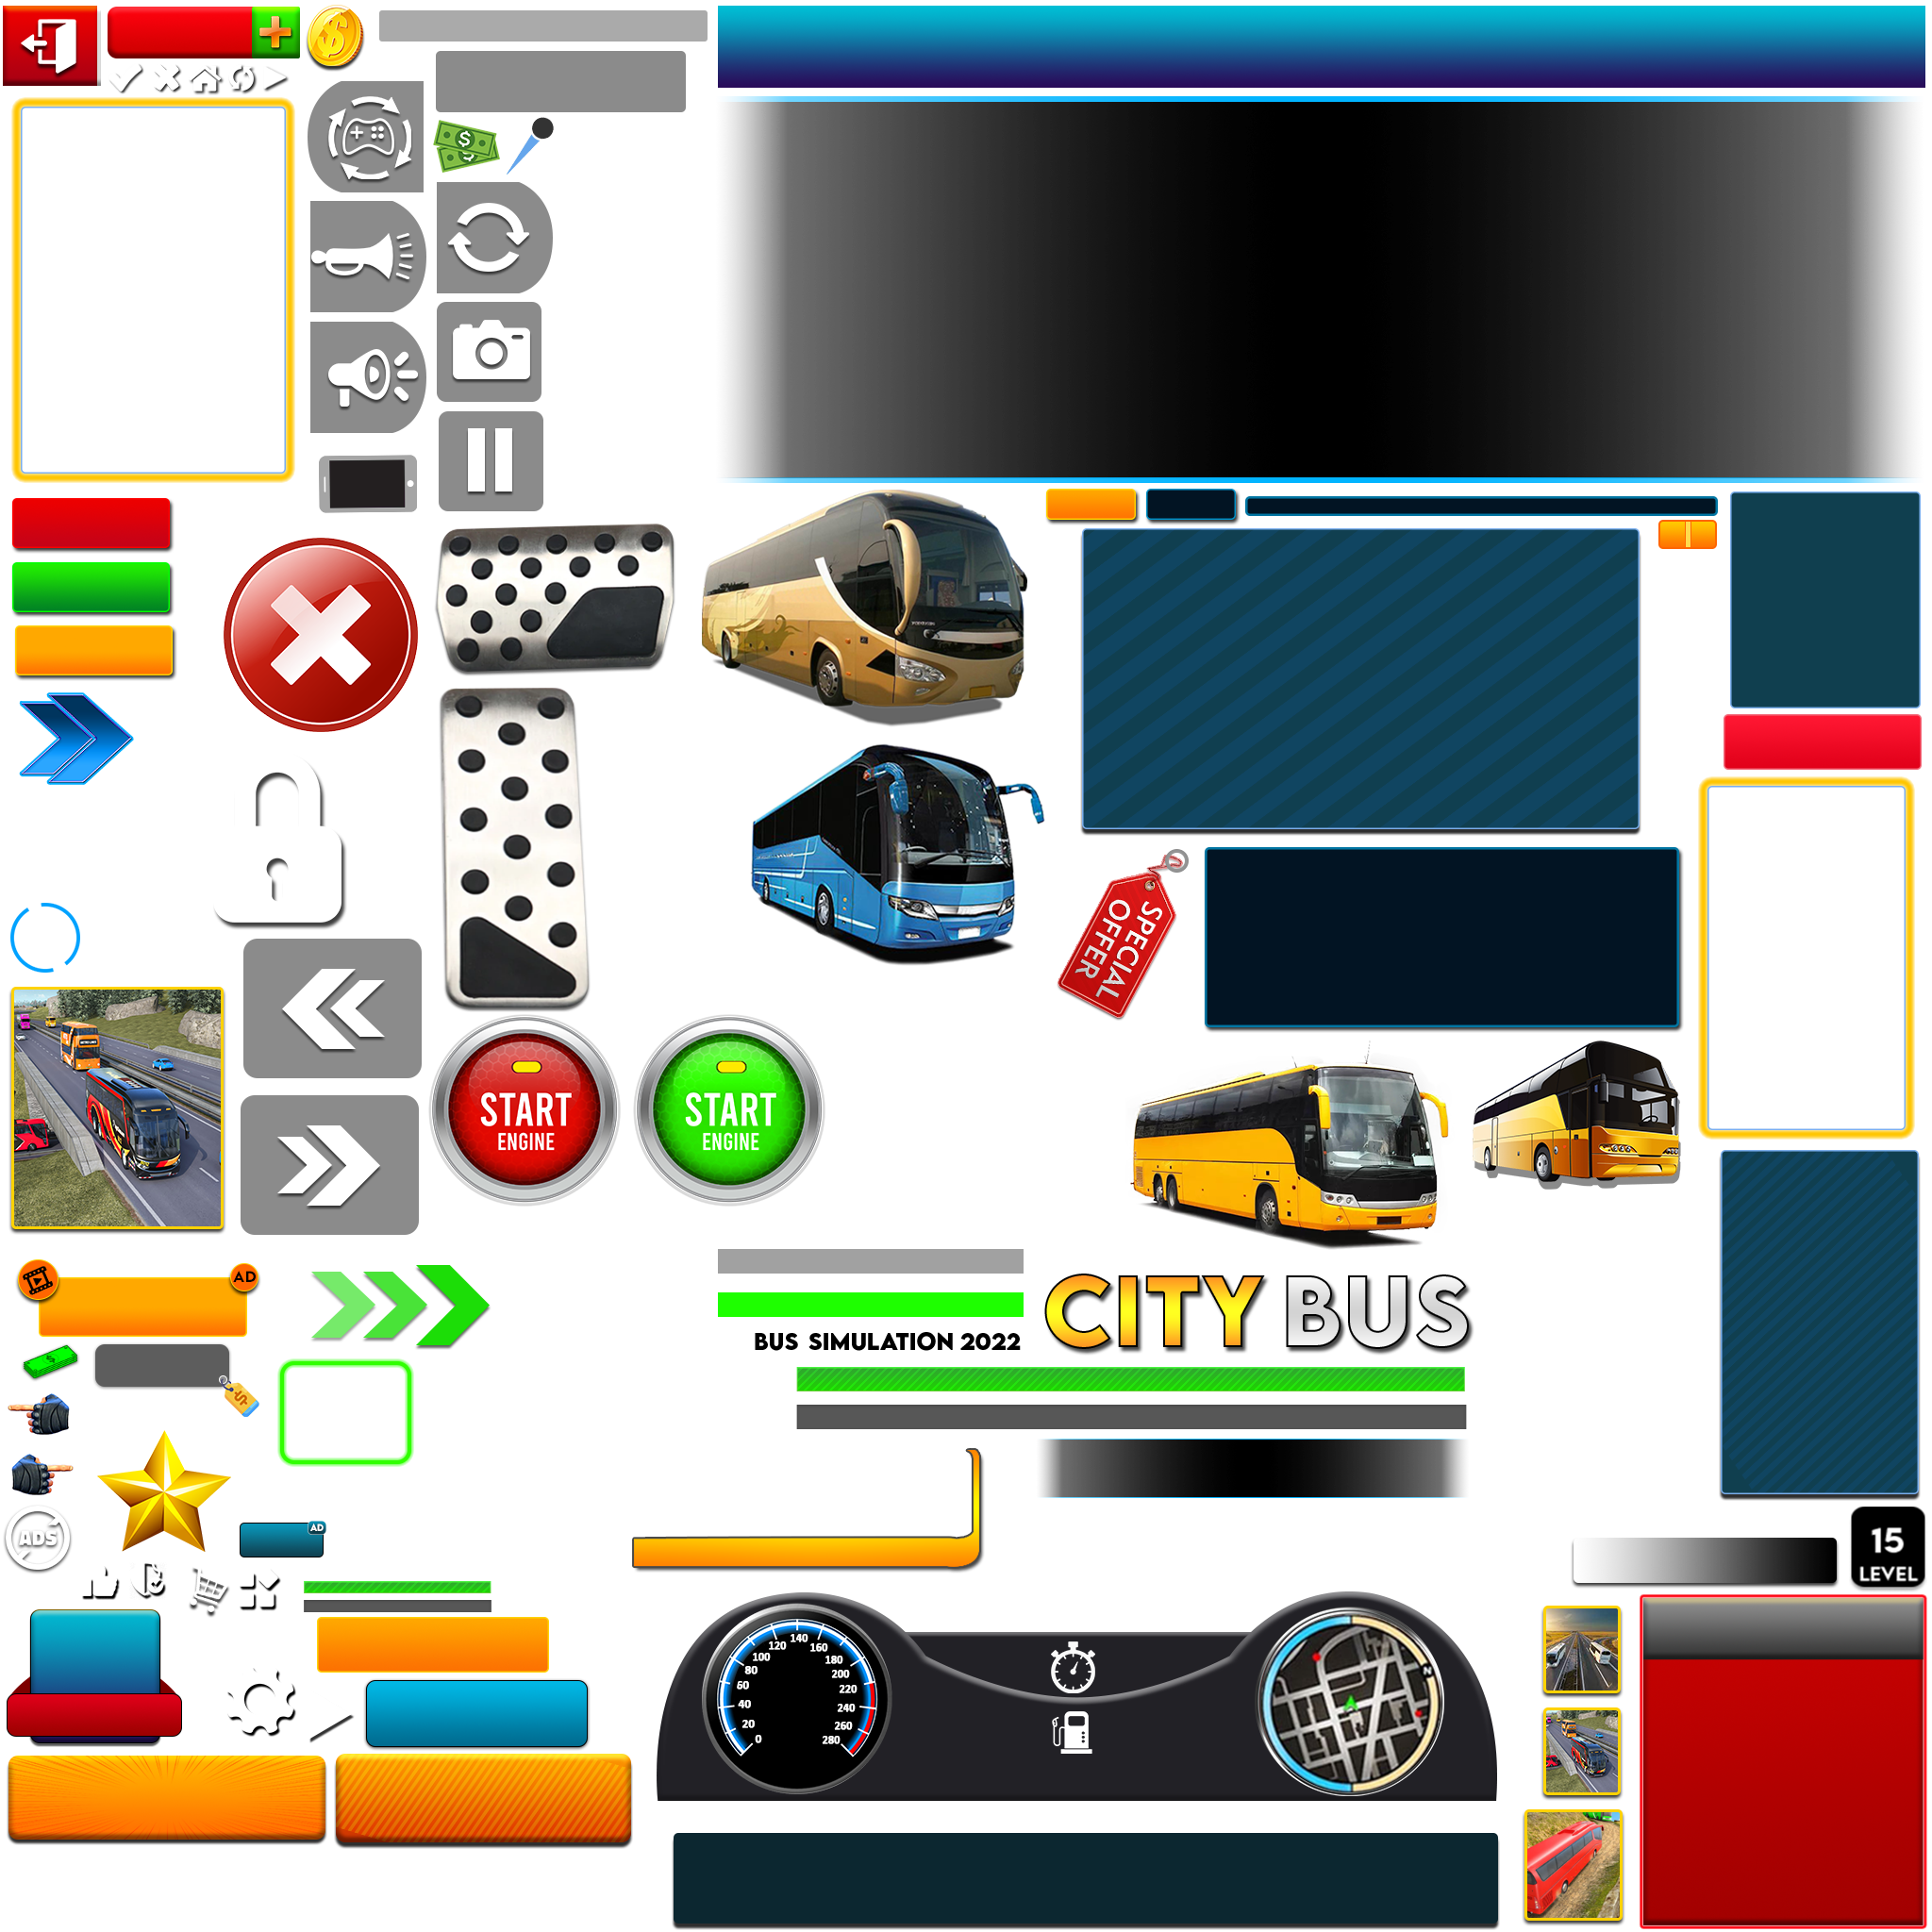 $
$
$
SPECIAL
OFFER
START
ENGINE
START
ENGINE
AD
CITY BUS
BUS SIMULATION 2022
$
$
ADS
AD
15
LEVEL
0
20
40
60
80
100
120
140
160
180
200
220
240
260
280
N